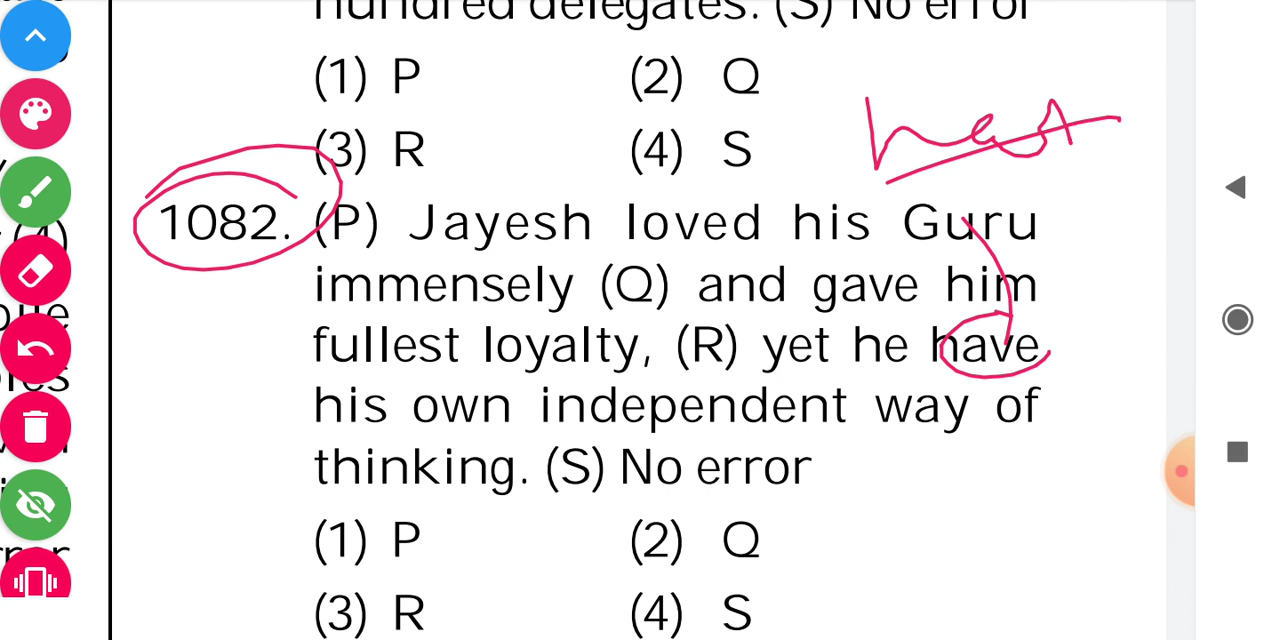 hundred delegates. (S) No error
(1) P (2) Q
(3) R (4) S
has
1082. (P) Jayesh loved his Guru
immensely (Q) and gave him
fullest loyalty, (R) yet he have
his own independent way of
thinking. (S) No error
(1) P (2) Q
(3) R (4) S